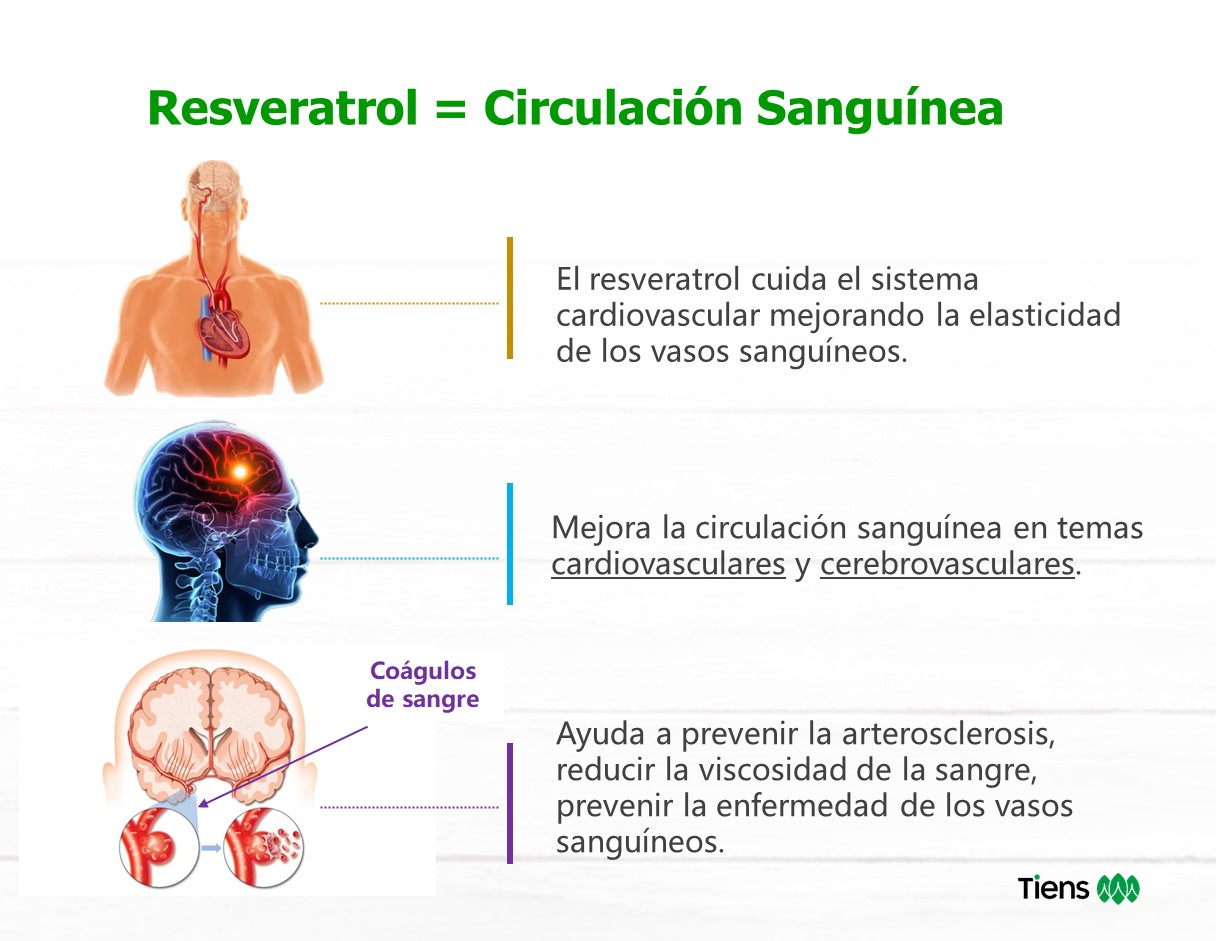 Resveratrol = Circulación Sanguínea
El resveratrol cuida el sistema
cardiovascular mejorando la elasticidad
de los vasos sanguíneos.
Mejora la circulación sanguínea en temas
cardiovasculares y cerebrovasculares.
Coágulos
de sangre
Ayuda a prevenir la arterosclerosis,
reducir la viscosidad de la sangre,
prevenir la enfermedad de los vasos
sanguíneos.
Tiens